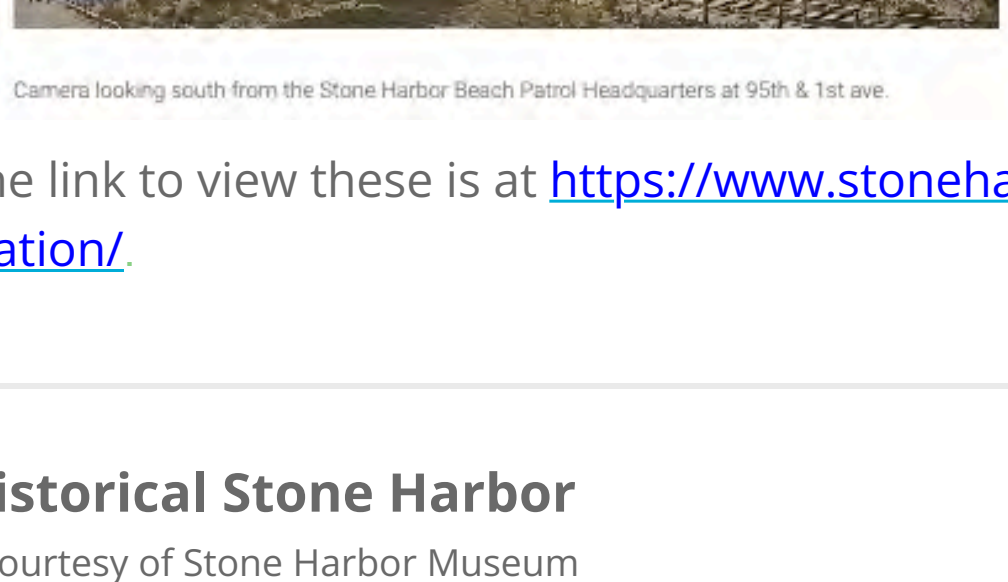 Camera looking south from the Stone Harbor Beach Patrol Headquarters at 95th & 1st ave.
he link to view these is at https://www.stoneha
ation/.
istorical Stone Harbor
ourtesy of Stone Harbor Museum